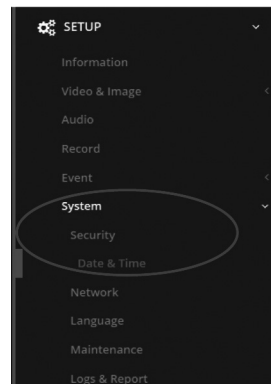 SETUP
Information
Video & Image
Audio
Record
Event
System
Security
Date & Time
Network
Language
Maintenance
Logs & Report